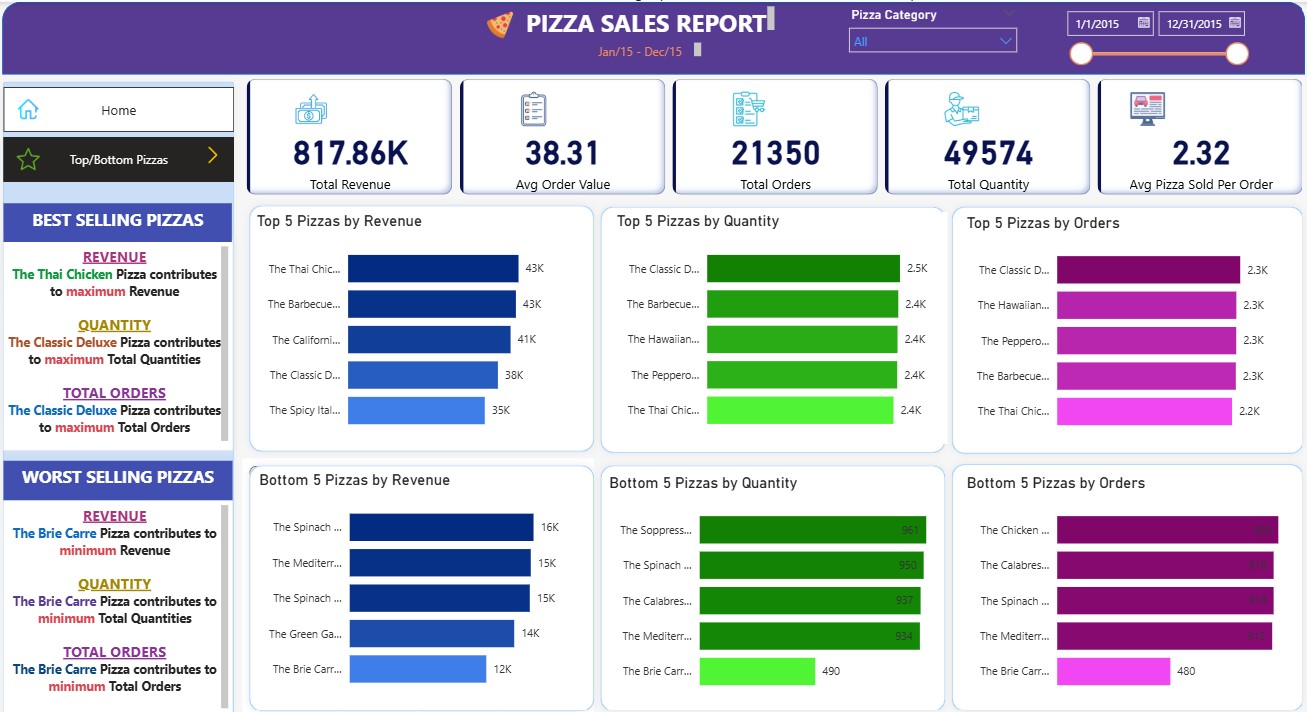 PIZZA SALES REPORT
Jan/15 - Dec/15
Pizza Category
All
1/1/2015
12/31/2015
Home
Top/Bottom Pizzas
817.86K
Total Revenue
38.31
Avg Order Value
21350
Total Orders
49574
Total Quantity
2.32
Avg Pizza Sold Per Order
BEST SELLING PIZZAS
REVENUE
The Thai Chicken Pizza contributes
to maximum Revenue
QUANTITY
The Classic Deluxe Pizza contributes
to maximum Total Quantities
TOTAL ORDERS
The Classic Deluxe Pizza contributes
to maximum Total Orders
WORST SELLING PIZZAS
REVENUE
The Brie Carre Pizza contributes to
minimum Revenue
QUANTITY
The Brie Carre Pizza contributes to
minimum Total Quantities
TOTAL ORDERS
The Brie Carre Pizza contributes to
minimum Total Orders
Top 5 Pizzas by Revenue
The Thai Chic... 43K
The Barbecue... 43K
The Californi... 41K
The Classic D... 38K
The Spicy Ital... 35K
Top 5 Pizzas by Quantity
The Classic D... 2.5K
The Barbecue... 2.4K
The Hawaiian... 2.4K
The Peppero... 2.4K
The Thai Chic... 2.4K
Top 5 Pizzas by Orders
The Classic D... 2.3K
The Hawaiian... 2.3K
The Peppero... 2.3K
The Barbecue... 2.3K
The Thai Chic... 2.2K
Bottom 5 Pizzas by Revenue
The Spinach ... 16K
The Mediterr... 15K
The Spinach ... 15K
The Green Ga... 14K
The Brie Carr... 12K
Bottom 5 Pizzas by Quantity
The Soppress... 961
The Spinach ... 950
The Calabres... 937
The Mediterr... 934
The Brie Carr... 490
Bottom 5 Pizzas by Orders
The Chicken ...
The Calabres...
The Spinach ...
The Mediterr...
The Brie Carr... 480